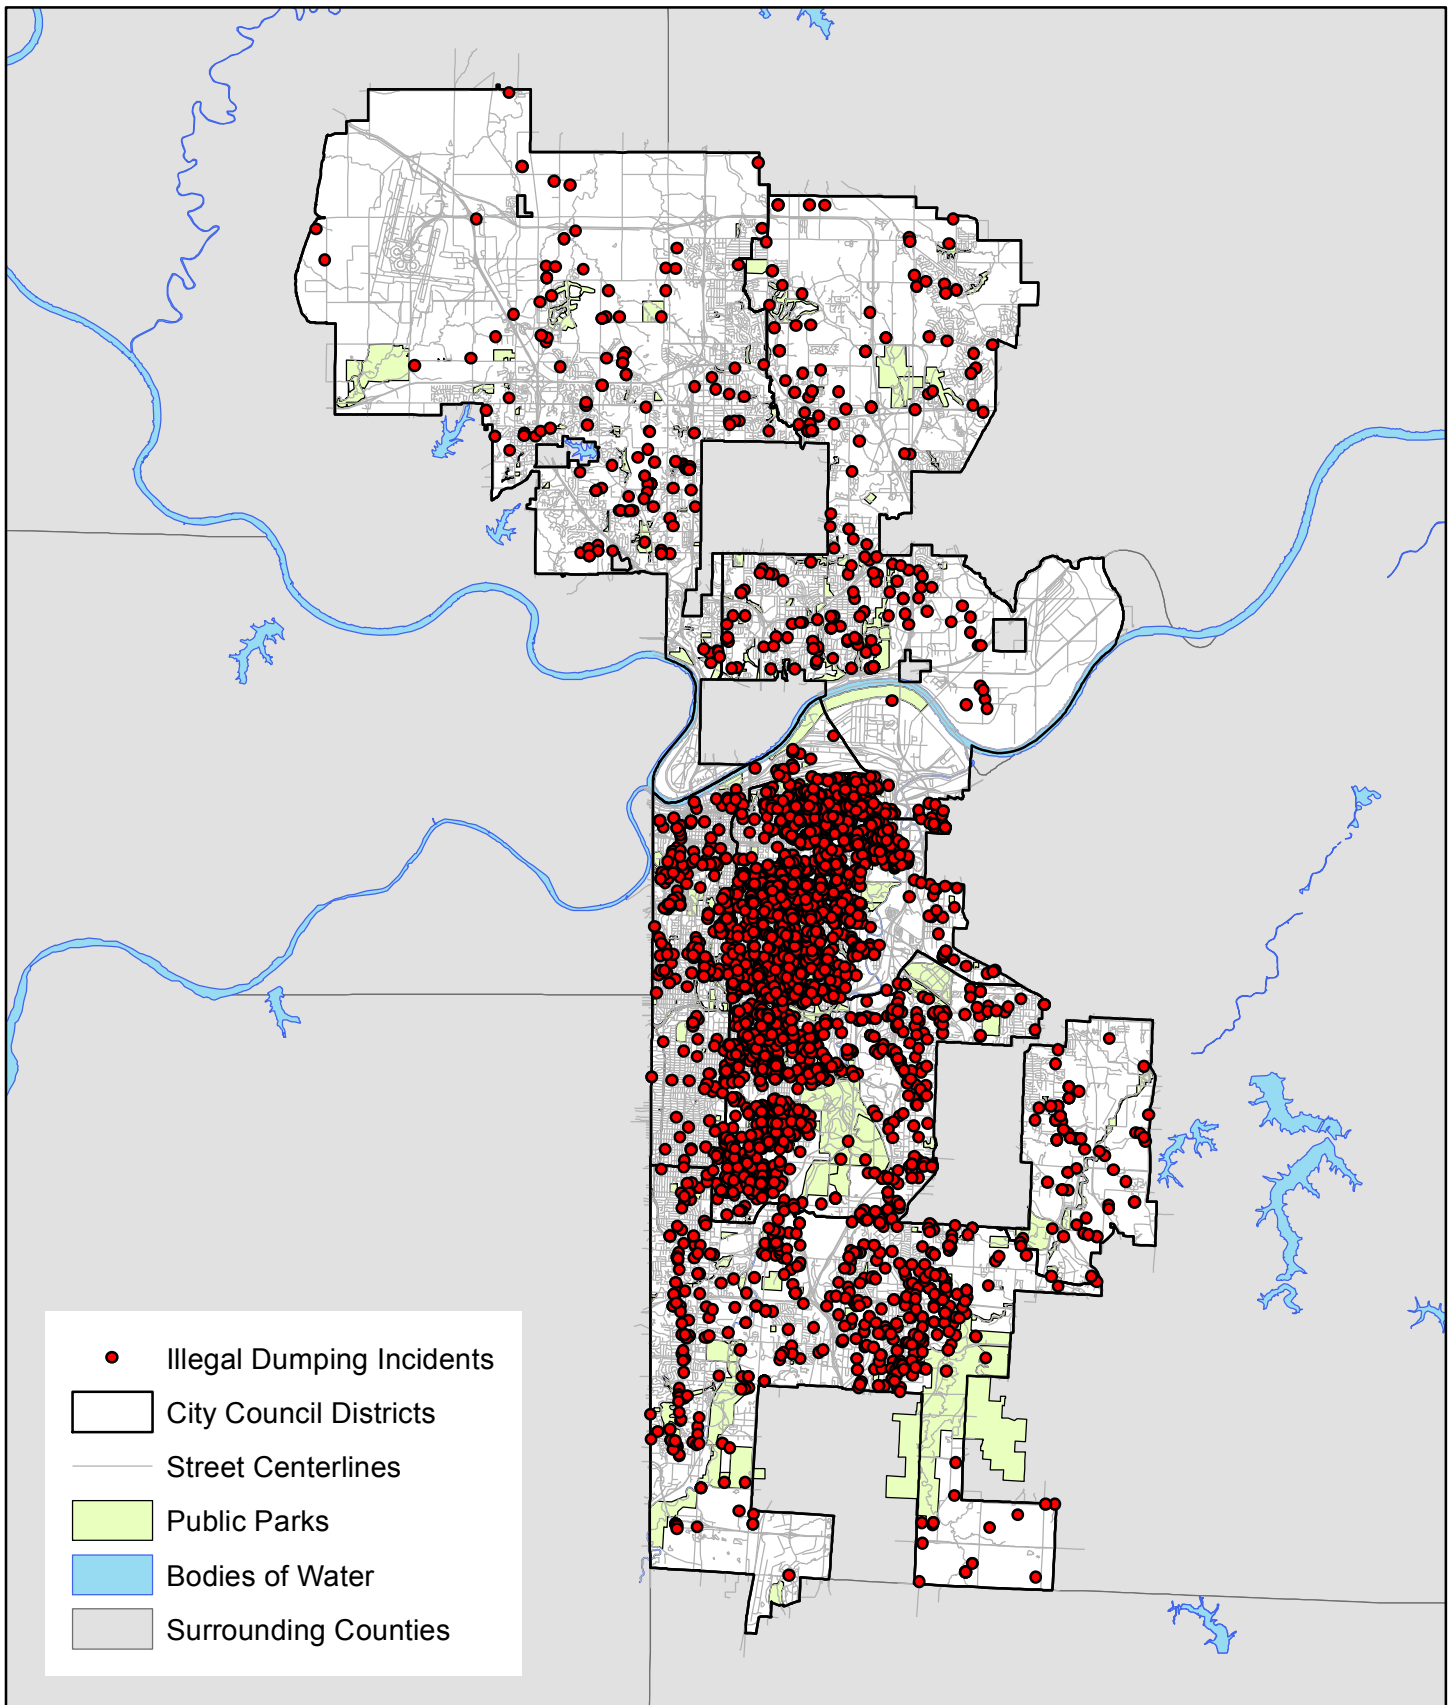 Illegal Dumping Incidents
City Council Districts
Street Centerlines
Public Parks
Bodies of Water
Surrounding Counties